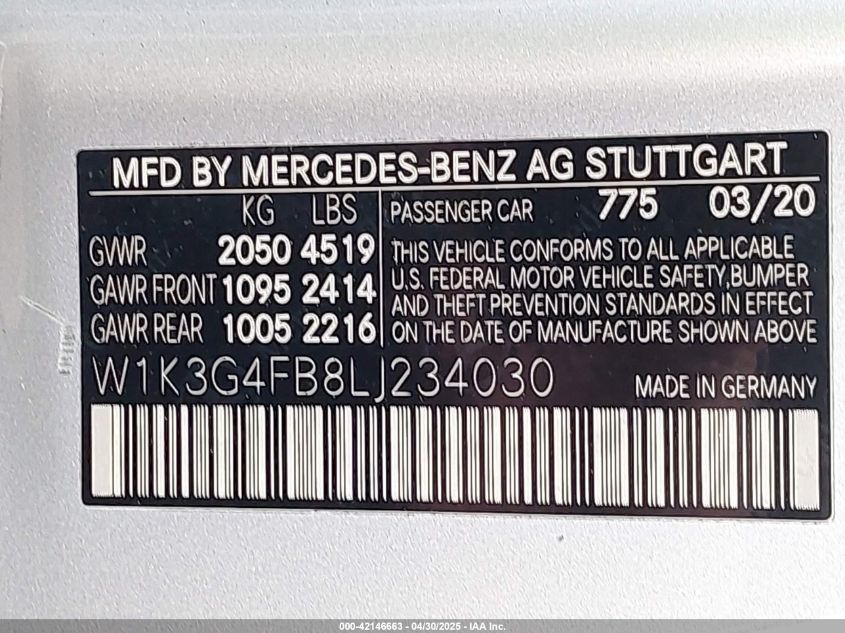 MFD BY MERCEDES-BENZ AG STUTTGART
KG LBS
GVWR 2050 4519
GAWR FRONT 1095 2414
GAWR REAR 1005 2216
PASSENGER CAR 775 03/20
THIS VEHICLE CONFORMS TO ALL APPLICABLE
U.S. FEDERAL MOTOR VEHICLE SAFETY, BUMPER
AND THEFT PREVENTION STANDARDS IN EFFECT
ON THE DATE OF MANUFACTURE SHOWN ABOVE
W1K3G4FB8LJ234030
MADE IN GERMANY
000-42146663 - 04/30/2025 - IAA Inc.